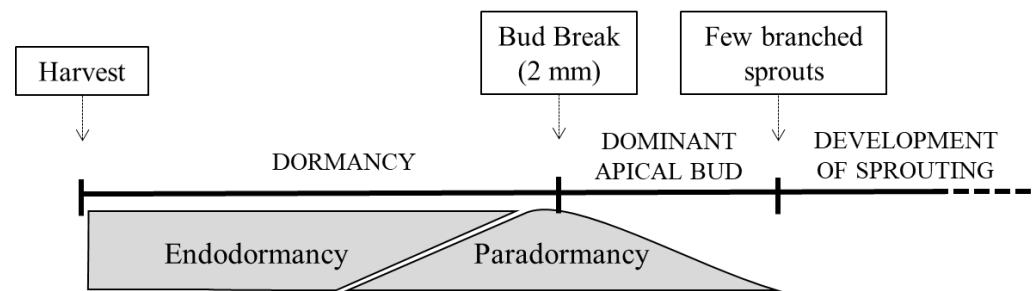 Harvest
Bud Break
(2 mm)
Few branched
sprouts
DORMANCY
DOMINANT
APICAL BUD
DEVELOPMENT
OF SPROUTING
Endodormancy
Paradormancy